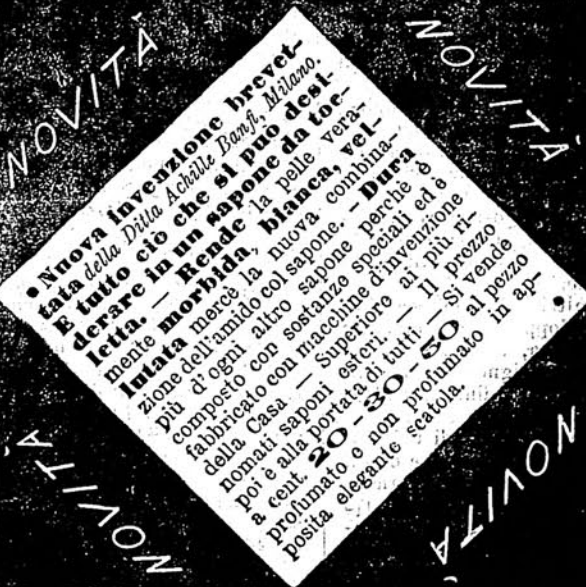 NOVITÀ
NOVITÀ
• Nuova invenzione brevet-
tata della Ditta Achille Banfi, Milano.
E tutto ciò che si può desi-
derare in un sapone da toe-
letta. — Rende la pelle vera-
mente morbida, bianca, vel-
lutata mercè la nuova combina-
zione dell'amido col sapone. — Dura
più d'ogni altro sapone perchè è
composto con sostanze speciali ed è
fabbricato con macchine d'invenzione
della Casa. — Superiore ai più ri-
nomati saponi esteri. — Il prezzo
poi è alla portata di tutti. — Si vende
a cent. 20-30-50 al pezzo
profumato e non profumato in ap-
posita elegante scatola. •
NOVITÀ
NOVITÀ